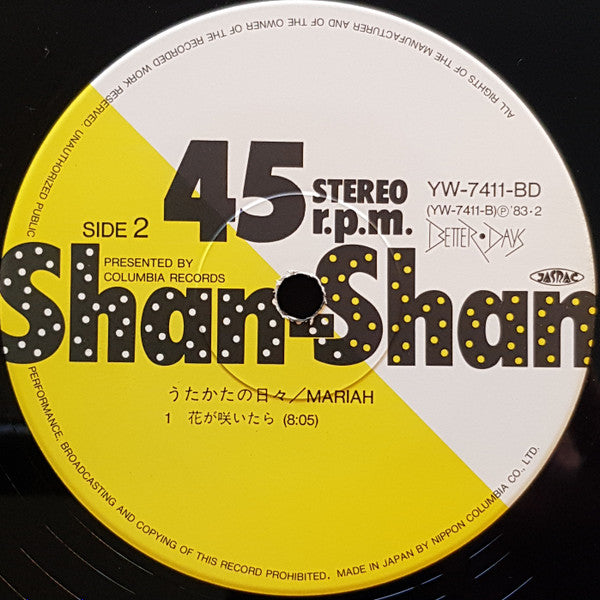 ALL RIGHTS OF THE MANUFACTURER AND OF THE OWNER OF THE RECORDED WORK RESERVED. UNAUTHORIZED PUBLIC PERFORMANCE, BROADCASTING AND COPYING OF THIS RECORD PROHIBITED. MADE IN JAPAN BY NIPPON COLUMBIA CO., LTD.
45 STEREO r.p.m.
YW-7411-BD
(YW-7411-B)Ⓟ'83・2
BETTER・DAYS
SIDE 2
JASRAC
PRESENTED BY
COLUMBIA RECORDS
Shan-Shan
うたかたの日々／MARIAH
1 花が咲いたら (8:05)